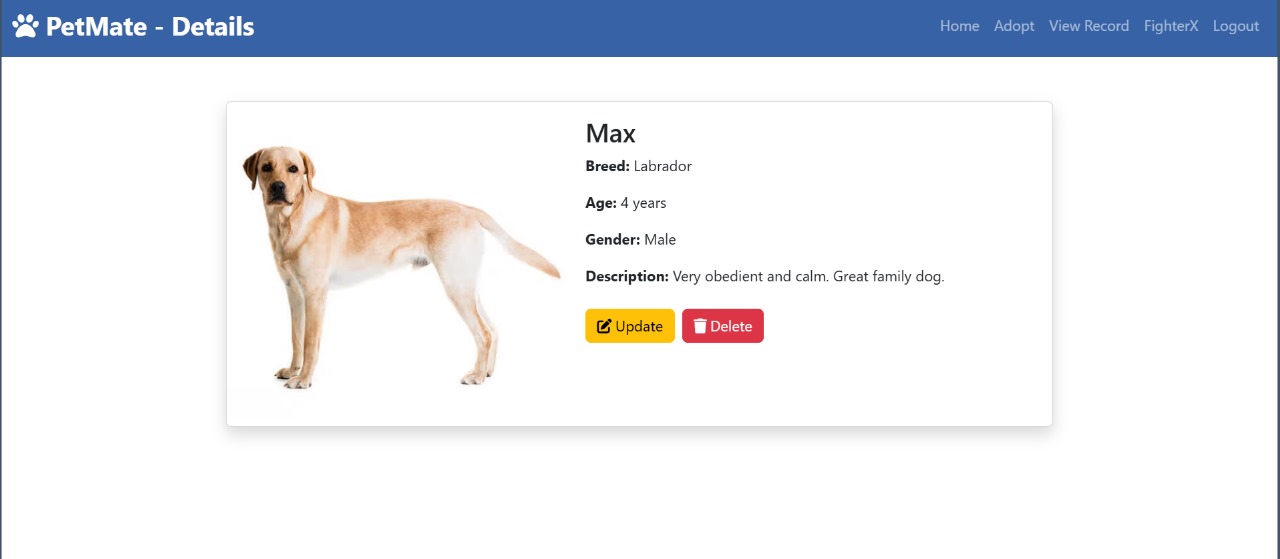 PetMate - Details
Home Adopt View Record FighterX Logout
Max
Breed: Labrador
Age: 4 years
Gender: Male
Description: Very obedient and calm. Great family dog.
Update Delete